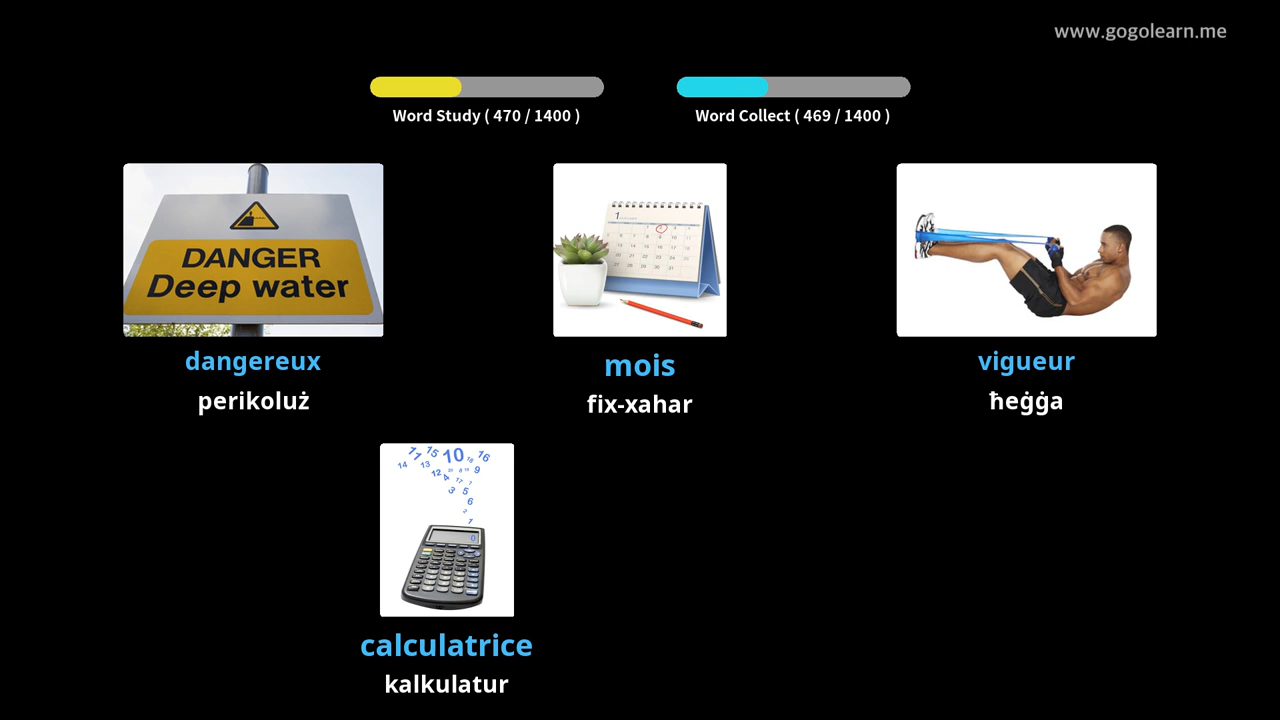 www.gogolearn.me
Word Study ( 470 / 1400 )
Word Collect ( 469 / 1400 )
DANGER
Deep water
dangereux
mois
vigueur
perikoluż
fix-xahar
ħeġġa
calculatrice
kalkulatur